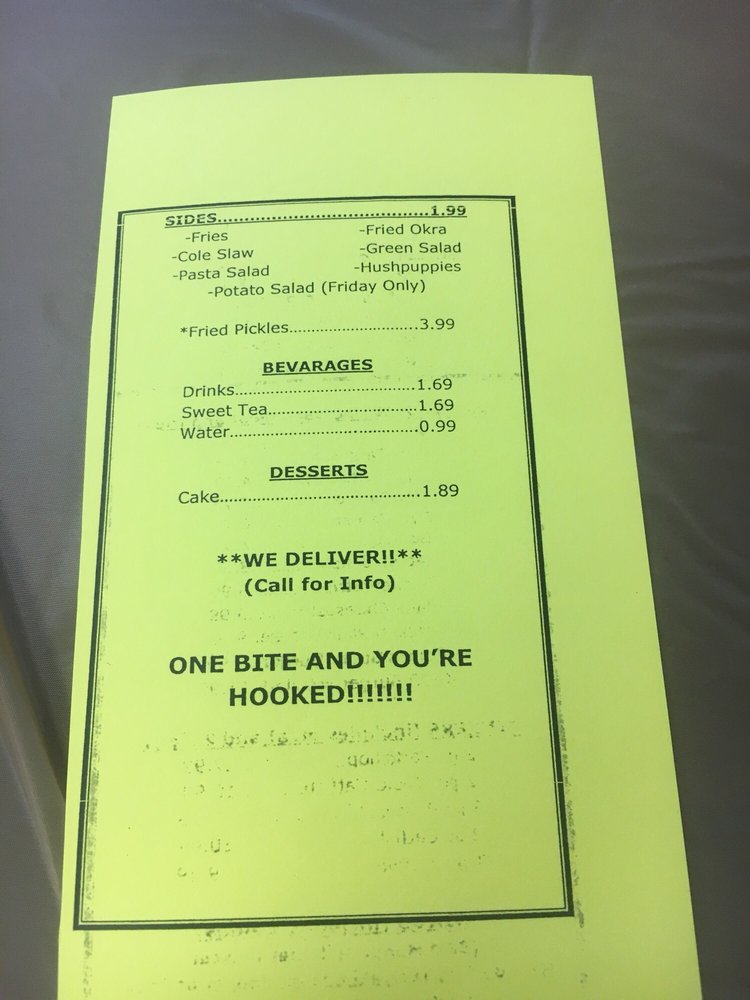 SIDES........................................1.99
-Fries -Fried Okra
-Cole Slaw -Green Salad
-Pasta Salad -Hushpuppies
-Potato Salad (Friday Only)
*Fried Pickles............................3.99
BEVARAGES
Drinks.......................................1.69
Sweet Tea................................1.69
Water........................................0.99
DESSERTS
Cake...........................................1.89
**WE DELIVER!!**
(Call for Info)
ONE BITE AND YOU'RE
HOOKED!!!!!!!